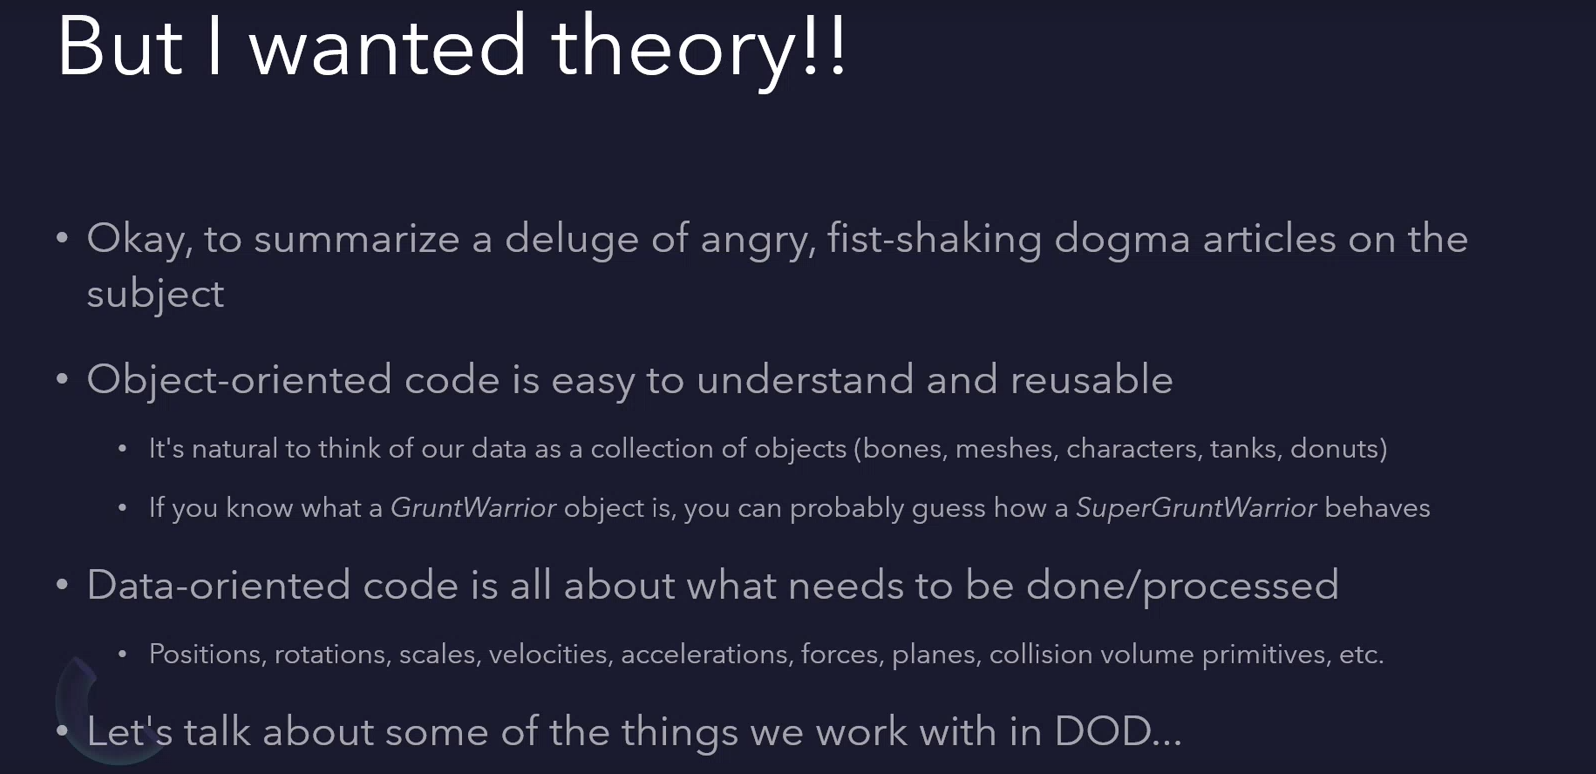 But I wanted theory!!
• Okay, to summarize a deluge of angry, fist-shaking dogma articles on the
subject
• Object-oriented code is easy to understand and reusable
• It's natural to think of our data as a collection of objects (bones, meshes, characters, tanks, donuts)
• If you know what a GruntWarrior object is, you can probably guess how a SuperGruntWarrior behaves
• Data-oriented code is all about what needs to be done/processed
• Positions, rotations, scales, velocities, accelerations, forces, planes, collision volume primitives, etc.
• Let's talk about some of the things we work with in DOD...